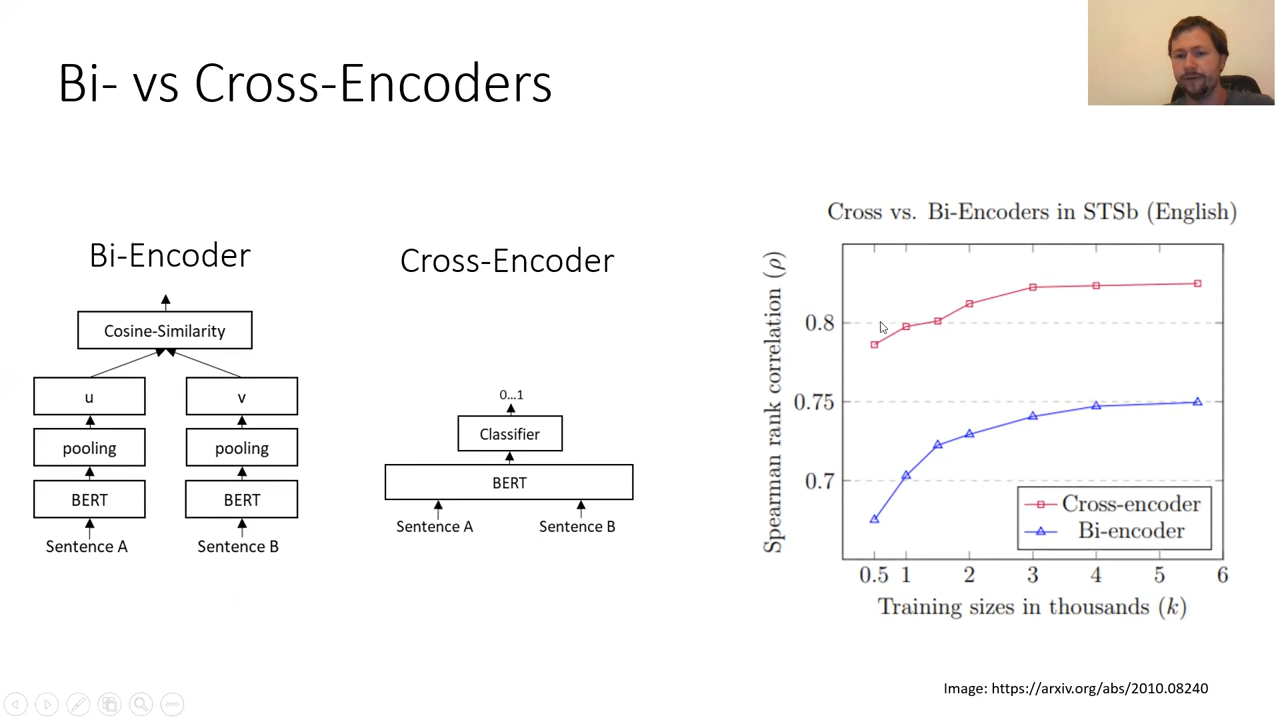 Bi- vs Cross-Encoders
Bi-Encoder
Cosine-Similarity
u
v
pooling
pooling
BERT
BERT
Sentence A
Sentence B
Cross-Encoder
0...1
Classifier
BERT
Sentence A
Sentence B
Cross vs. Bi-Encoders in STSb (English)
Spearman rank correlation (ρ)
0.8
0.75
0.7
Cross-encoder
Bi-encoder
0.5 1 2 3 4 5 6
Training sizes in thousands (k)
Image: https://arxiv.org/abs/2010.08240